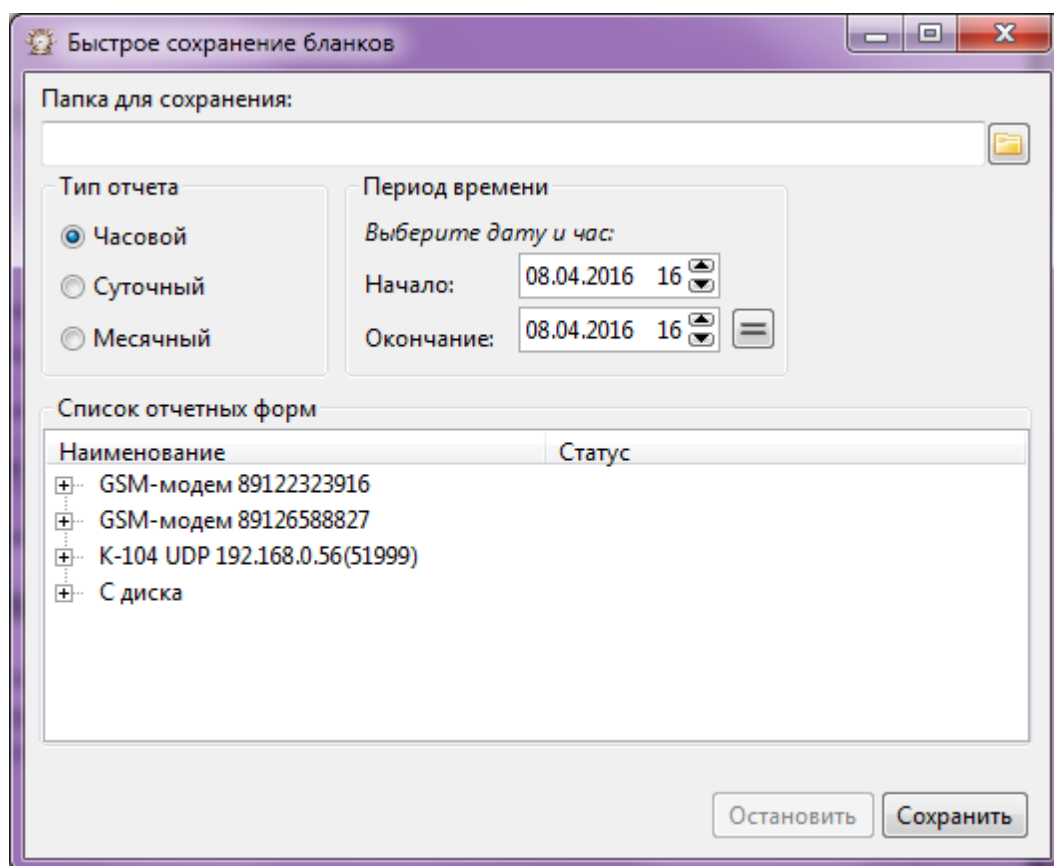 Быстрое сохранение бланков
Папка для сохранения:
Тип отчета
Часовой
Суточный
Месячный
Период времени
Выберите дату и час:
Начало: 08.04.2016 16
Окончание: 08.04.2016 16
Список отчетных форм
Наименование Статус
GSM-модем 89122323916
GSM-модем 89126588827
К-104 UDP 192.168.0.56(51999)
С диска
Остановить Сохранить